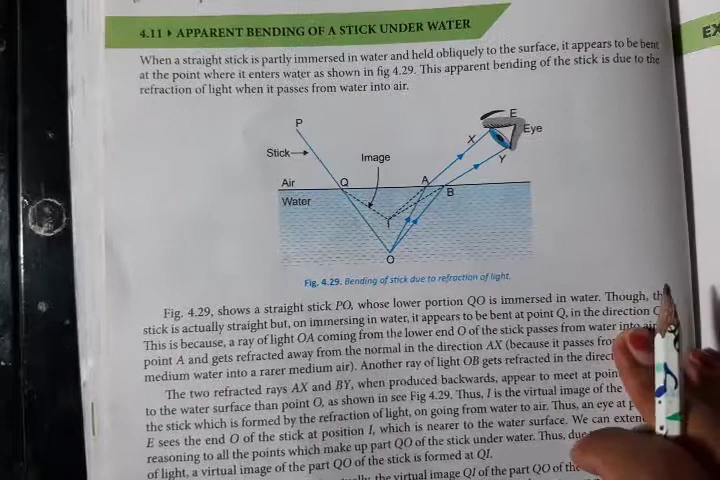 4.11 ▸ APPARENT BENDING OF A STICK UNDER WATER
EX
When a straight stick is partly immersed in water and held obliquely to the surface, it appears to be bent
at the point where it enters water as shown in fig 4.29. This apparent bending of the stick is due to the
refraction of light when it passes from water into air.
P
E
Eye
X
Stick
Image
Y
Air
Q
A
B
Water
I
O
Fig. 4.29. Bending of stick due to refraction of light.
Fig. 4.29, shows a straight stick PO, whose lower portion QO is immersed in water. Though, th
stick is actually straight but, on immersing in water, it appears to be bent at point Q, in the direction
This is because, a ray of light OA coming from the lower end O of the stick passes from water into air
point A and gets refracted away from the normal in the direction AX (because it passes from
medium water into a rarer medium air). Another ray of light OB gets refracted in the direct
The two refracted rays AX and BY, when produced backwards, appear to meet at poin
to the water surface than point O, as shown in see Fig 4.29. Thus, I is the virtual image of the
the stick which is formed by the refraction of light, on going from water to air. Thus, an eye at
E sees the end O of the stick at position I, which is nearer to the water surface. We can exten
reasoning to all the points which make up part QO of the stick under water. Thus, due
of light, a virtual image of the part QO of the stick is formed at QI.
the virtual image QI of the part QO of the